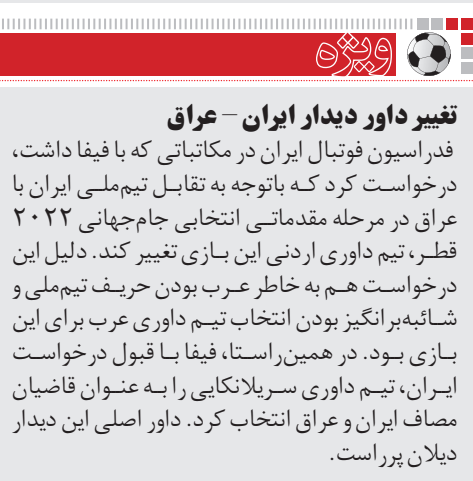 ویژه
تغییر داور دیدار ایران – عراق
فدراسیون فوتبال ایران در مکاتباتی که با فیفا داشت،
درخواست کرد که باتوجه به تقابل تیم‌ملی ایران با
عراق در مرحله مقدماتی انتخابی جام‌جهانی ۲۰۲۲
قطر، تیم داوری اردنی این بازی تغییر کند. دلیل این
درخواست هم به خاطر عرب بودن حریف تیم‌ملی و
شائبه‌برانگیز بودن انتخاب تیم داوری عرب برای این
بازی بود. در همین‌راستا، فیفا با قبول درخواست
ایران، تیم داوری سریلانکایی را به عنوان قاضیان
مصاف ایران و عراق انتخاب کرد. داور اصلی این دیدار
دیلان پرراست.